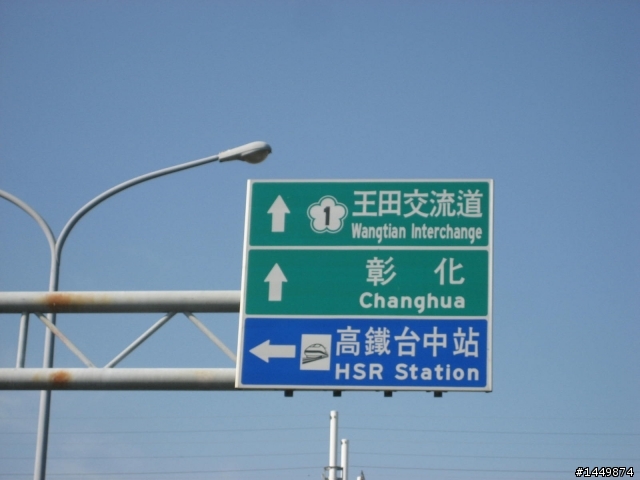 1 王田交流道
Wangtian Interchange
彰 化
Changhua
高鐵台中站
HSR Station
#1449874